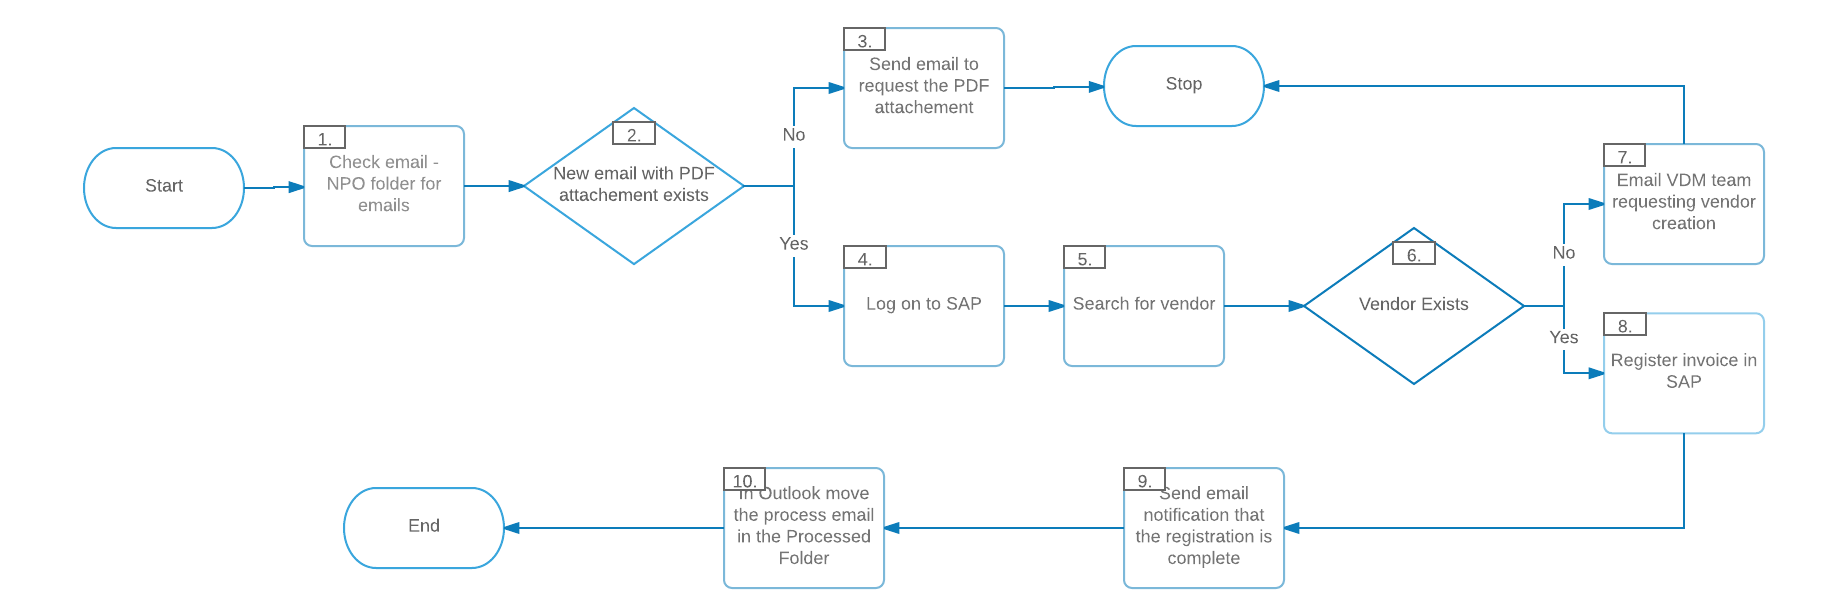 Start
1.
Check email -
NPO folder for
emails
2.
New email with PDF
attachement exists
No
Yes
3.
Send email to
request the PDF
attachement
Stop
4.
Log on to SAP
5.
Search for vendor
6.
Vendor Exists
No
Yes
7.
Email VDM team
requesting vendor
creation
8.
Register invoice in
SAP
9.
Send email
notification that
the registration is
complete
10.
In Outlook move
the process email
in the Processed
Folder
End